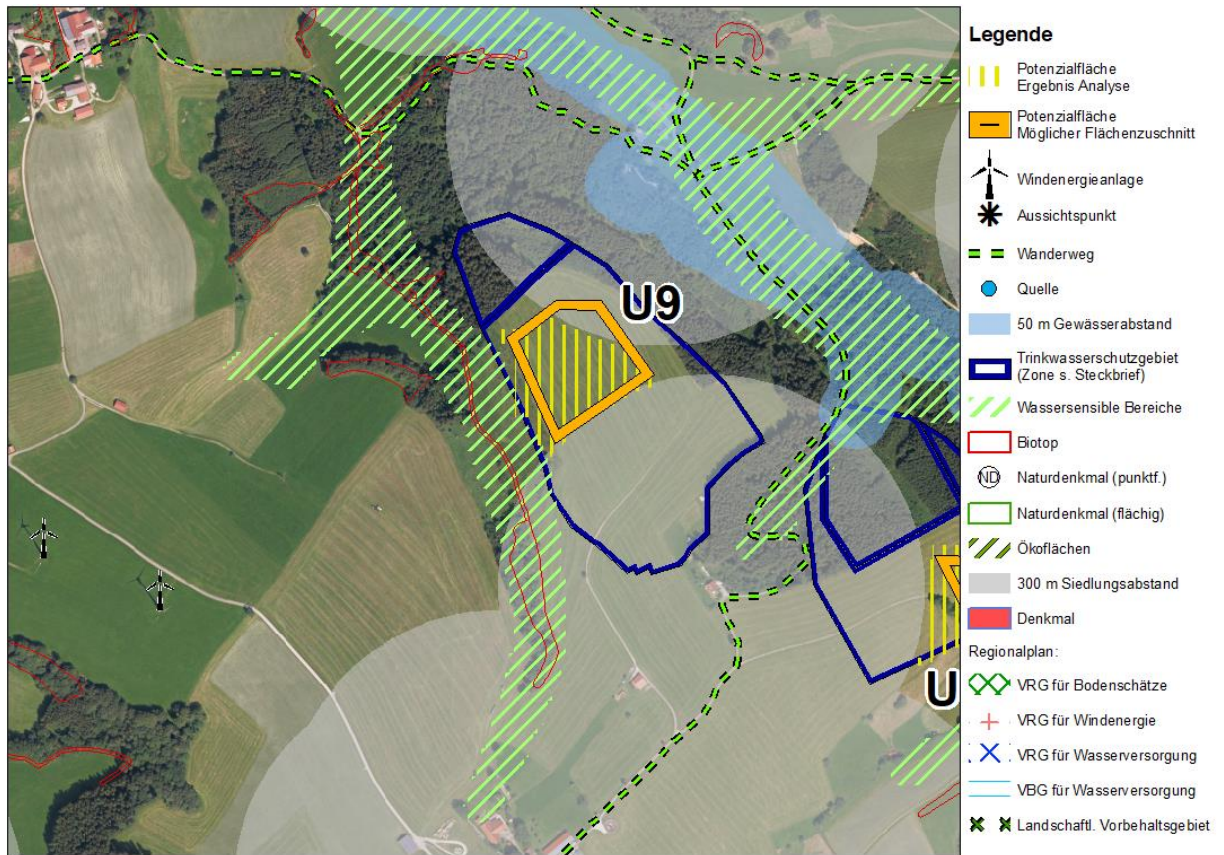 U9
U
Legende
Potenzialfläche
Ergebnis Analyse
Potenzialfläche
Möglicher Flächenzuschnitt
Windenergieanlage
Aussichtspunkt
Wanderweg
Quelle
50 m Gewässerabstand
Trinkwasserschutzgebiet
(Zone s. Steckbrief)
Wassersensible Bereiche
Biotop
ND Naturdenkmal (punktf.)
Naturdenkmal (flächig)
Ökoflächen
300 m Siedlungsabstand
Denkmal
Regionalplan:
VRG für Bodenschätze
VRG für Windenergie
VRG für Wasserversorgung
VBG für Wasserversorgung
Landschaftl. Vorbehaltsgebiet